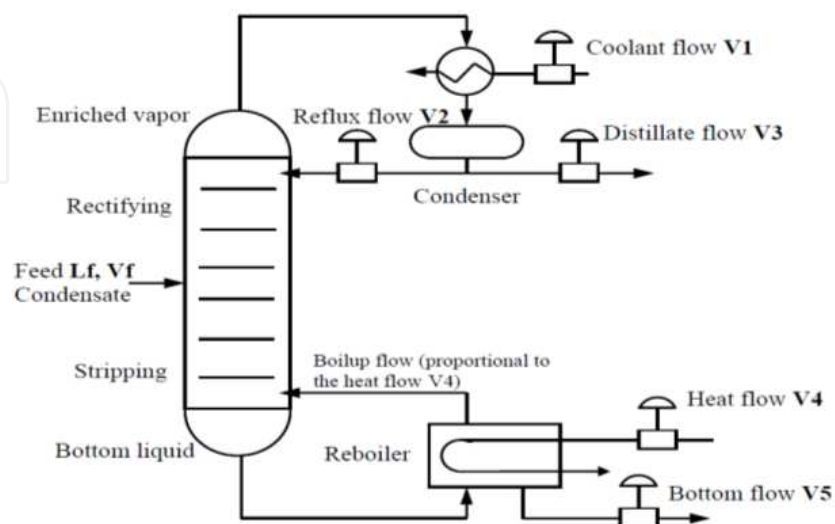 Coolant flow V1
Enriched vapor
Reflux flow V2
Distillate flow V3
Condenser
Rectifying
Feed Lf, Vf
Condensate
Stripping
Boilup flow (proportional to
the heat flow V4)
Heat flow V4
Bottom liquid
Reboiler
Bottom flow V5